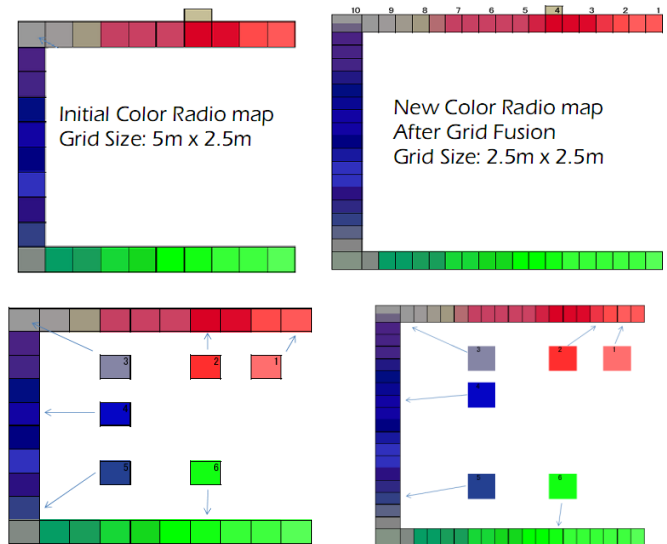 10 9 8 7 6 5 4 3 2 1
Initial Color Radio map
Grid Size: 5m x 2.5m
New Color Radio map
After Grid Fusion
Grid Size: 2.5m x 2.5m
3 2 1
4
5 6
3 2 1
5 6